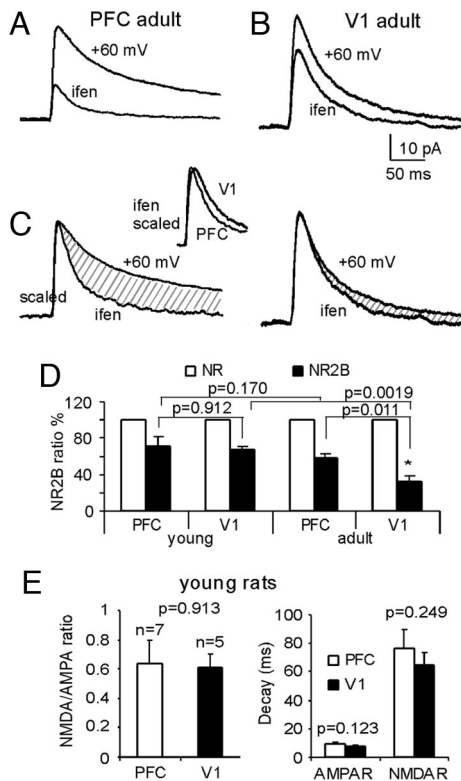 A PFC adult
B V1 adult
+60 mV
ifen
+60 mV
ifen
10 pA
50 ms
ifen
scaled
V1
PFC
C
+60 mV
scaled
ifen
+60 mV
ifen
D
NR NR2B
p=0.170
p=0.0019
p=0.912
p=0.011
*
NR2B ratio %
120
80
40
0
PFC V1 PFC V1
young adult
E
young rats
NMDA/AMPA ratio
1
0.8
0.6
0.4
0.2
0
p=0.913
n=7
n=5
PFC V1
Decay (ms)
100
80
60
40
20
0
p=0.249
PFC
V1
p=0.123
AMPAR NMDAR